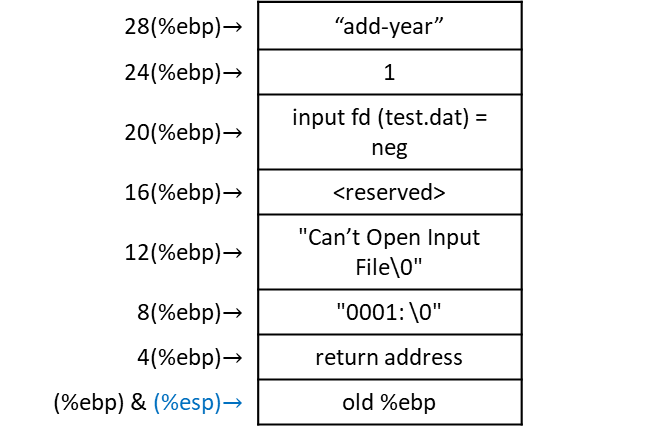 28(%ebp)→ “add-year”
24(%ebp)→ 1
20(%ebp)→ input fd (test.dat) =
neg
16(%ebp)→ <reserved>
12(%ebp)→ "Can’t Open Input
File\0"
8(%ebp)→ "0001: \0"
4(%ebp)→ return address
(%ebp) & (%esp)→ old %ebp